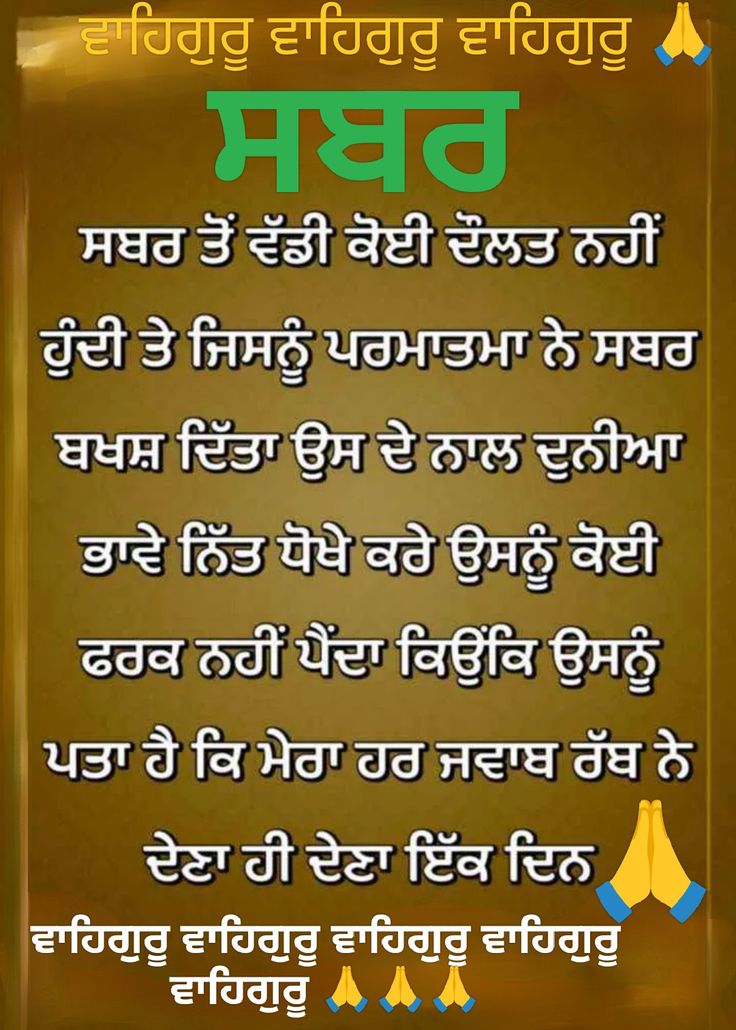 ਵਾਹਿਗੁਰੂ ਵਾਹਿਗੁਰੂ ਵਾਹਿਗੁਰੂ 🙏
ਸਬਰ
ਸਬਰ ਤੋਂ ਵੱਡੀ ਕੋਈ ਦੌਲਤ ਨਹੀਂ
ਹੁੰਦੀ ਤੇ ਜਿਸਨੂੰ ਪਰਮਾਤਮਾ ਨੇ ਸਬਰ
ਬਖਸ਼ ਦਿੱਤਾ ਉਸ ਦੇ ਨਾਲ ਦੁਨੀਆ
ਭਾਵੇ ਨਿੱਤ ਧੋਖੇ ਕਰੇ ਉਸਨੂੰ ਕੋਈ
ਫਰਕ ਨਹੀਂ ਪੈਂਦਾ ਕਿਉਂਕਿ ਉਸਨੂੰ
ਪਤਾ ਹੈ ਕਿ ਮੇਰਾ ਹਰ ਜਵਾਬ ਰੱਬ ਨੇ
ਦੇਣਾ ਹੀ ਦੇਣਾ ਇੱਕ ਦਿਨ 🙏
ਵਾਹਿਗੁਰੂ ਵਾਹਿਗੁਰੂ ਵਾਹਿਗੁਰੂ ਵਾਹਿਗੁਰੂ
ਵਾਹਿਗੁਰੂ 🙏 🙏 🙏